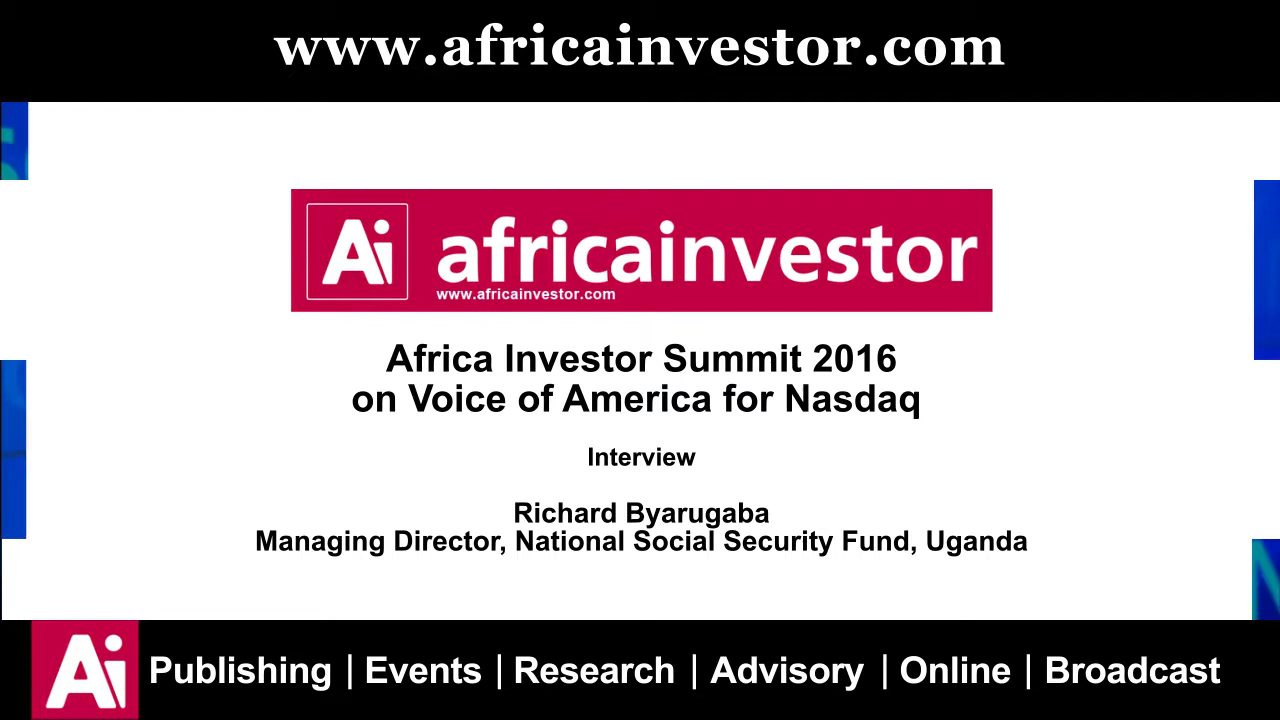 www.africainvestor.com
Ai africainvestor
www.africainvestor.com
Africa Investor Summit 2016
on Voice of America for Nasdaq
Interview
Richard Byarugaba
Managing Director, National Social Security Fund, Uganda
Ai Publishing | Events | Research | Advisory | Online | Broadcast